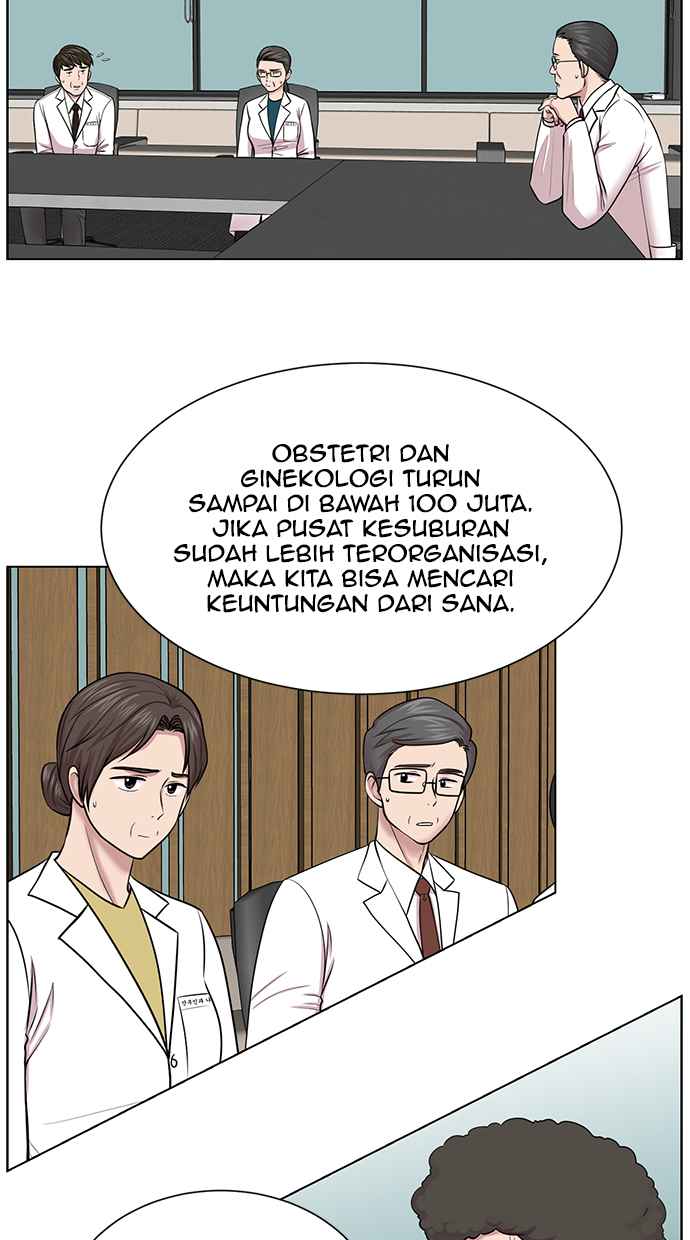 OBSTETRI DAN
GINEKOLOGI TURUN
SAMPAI DI BAWAH 100 JUTA.
JIKA PUSAT KESUBURAN
SUDAH LEBIH TERORGANISASI,
MAKA KITA BISA MENCARI
KEUNTUNGAN DARI SANA.